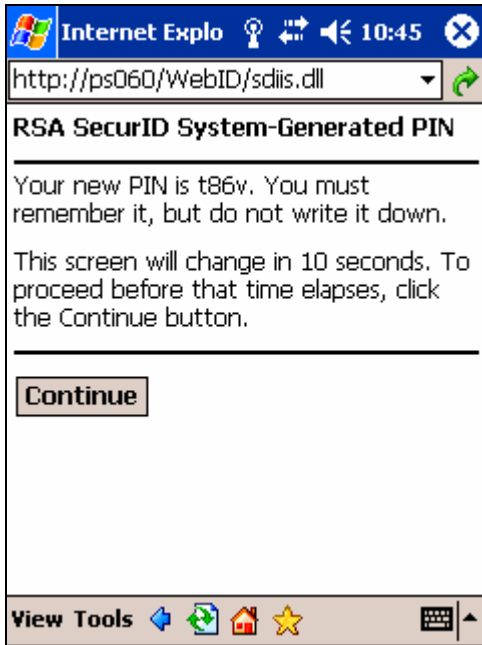 Internet Explo 10:45
http://ps060/WebID/sdiis.dll
RSA SecurID System-Generated PIN
Your new PIN is t86v. You must
remember it, but do not write it down.
This screen will change in 10 seconds. To
proceed before that time elapses, click
the Continue button.
Continue
View Tools